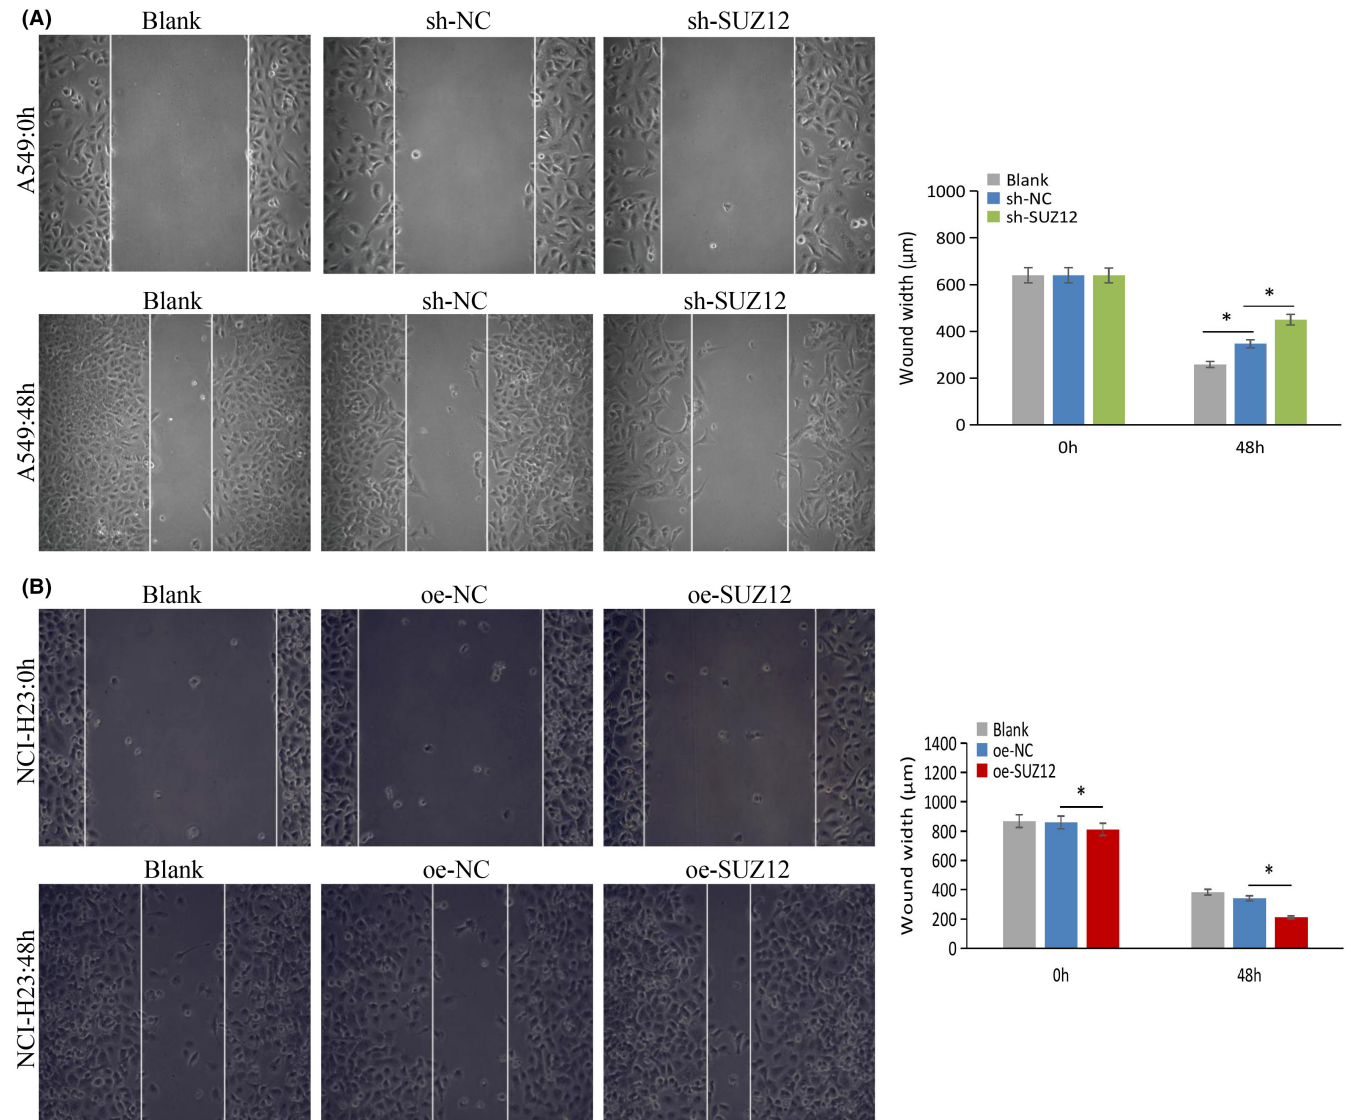 (A)
Blank sh-NC sh-SUZ12
A549:0h
Blank sh-NC sh-SUZ12
A549:48h
Blank
sh-NC
sh-SUZ12
Wound width (μm)
1000
800
600
400
200
0
* *
0h 48h
(B)
Blank oe-NC oe-SUZ12
NCI-H23:0h
Blank oe-NC oe-SUZ12
NCI-H23:48h
Blank
oe-NC
oe-SUZ12
Wound width (μm)
1400
1200
1000
800
600
400
200
0
* *
0h 48h